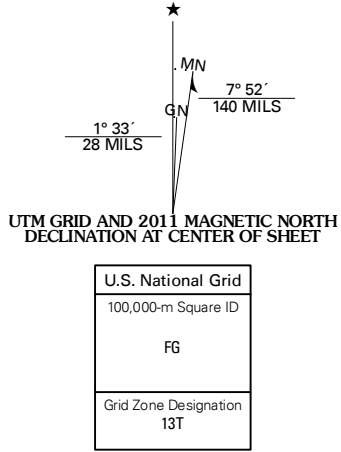 ★
MN
GN
7° 52´
140 MILS
1° 33´
28 MILS
UTM GRID AND 2011 MAGNETIC NORTH
DECLINATION AT CENTER OF SHEET
U.S. National Grid
100,000-m Square ID
FG
Grid Zone Designation
13T